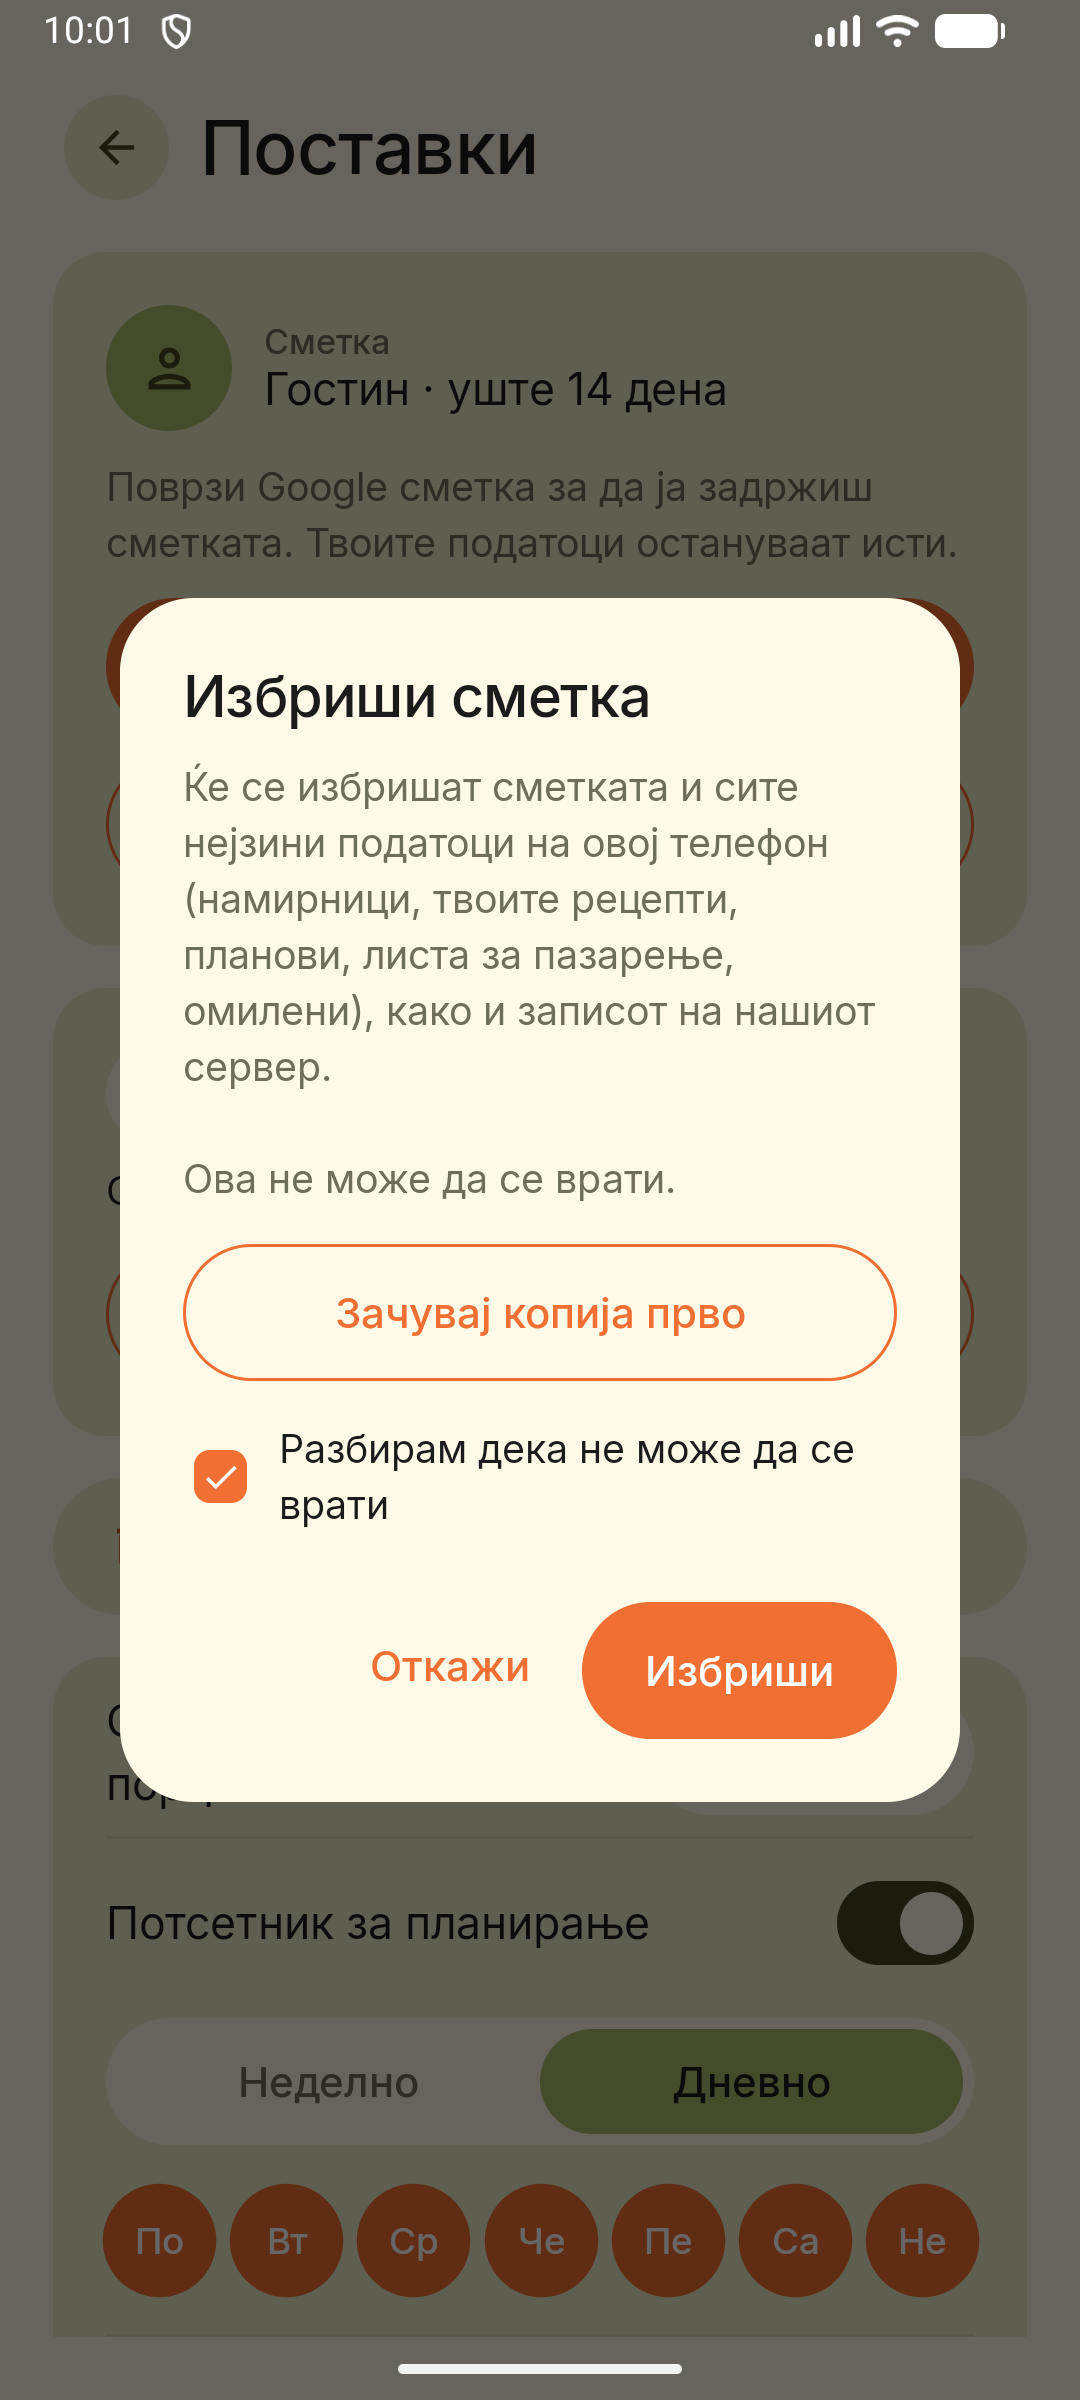 10:01
Поставки
Сметка
Гостин · уште 14 дена
Поврзи Google сметка за да ја задржиш
сметката. Твоите податоци остануваат исти.
Избриши сметка
Ќе се избришат сметката и сите
нејзини податоци на овој телефон
(намирници, твоите рецепти,
планови, листа за пазарење,
омилени), како и записот на нашиот
сервер.
Ова не може да се врати.
Зачувај копија прво
Разбирам дека не може да се
врати
Откажи
Избриши
Потсетник за планирање
Неделно
Дневно
По
Вт
Ср
Че
Пе
Са
Не